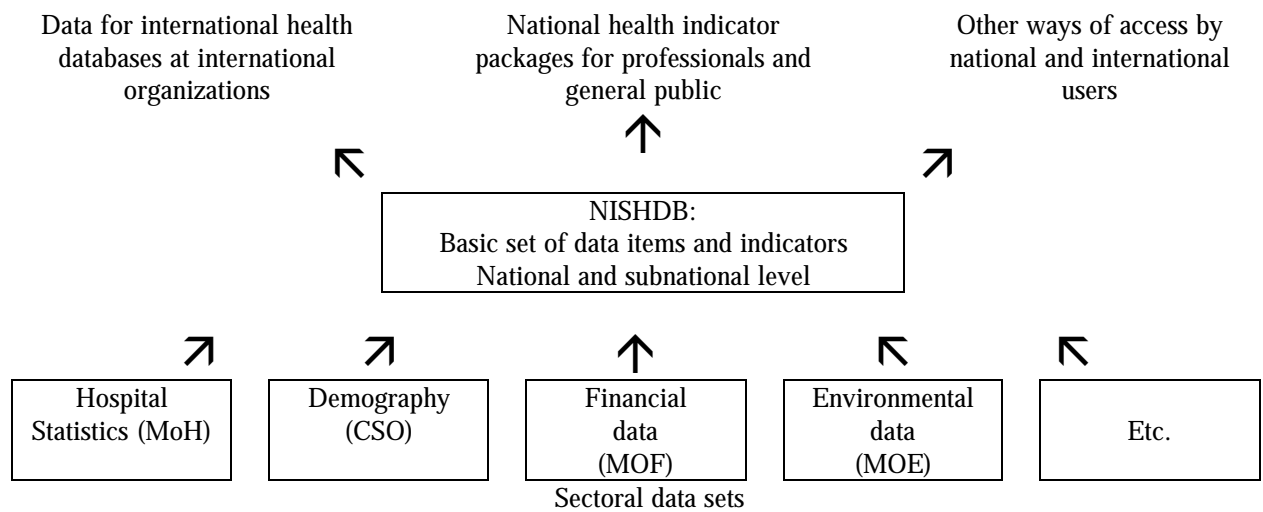 Data for international health
databases at international
organizations
National health indicator
packages for professionals and
general public
Other ways of access by
national and international
users
NISHDB:
Basic set of data items and indicators
National and subnational level
Hospital
Statistics (MoH)
Demography
(CSO)
Financial
data
(MOF)
Environmental
data
(MOE)
Etc.
Sectoral data sets